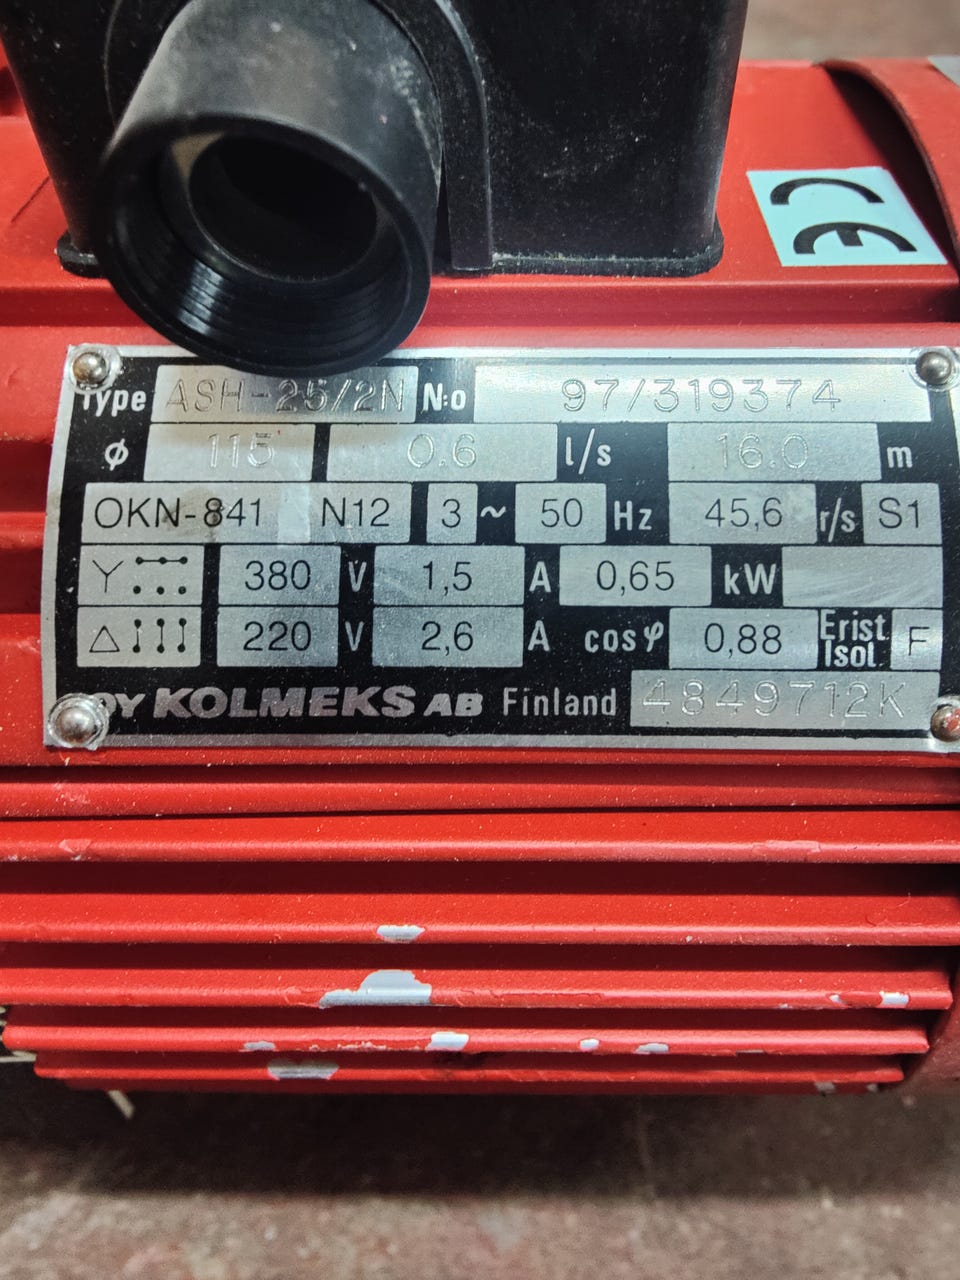 CE
Type ASH-25/2N N:o 97/319374
φ 115 0.6 l/s 16.0 m
OKN-841 N12 3 ~ 50 Hz 45,6 r/s S1
Y 380 V 1,5 A 0,65 kW
△ 220 V 2,6 A cosφ 0,88 Erist. Isol. F
OY KOLMEKS AB Finland 4849712K